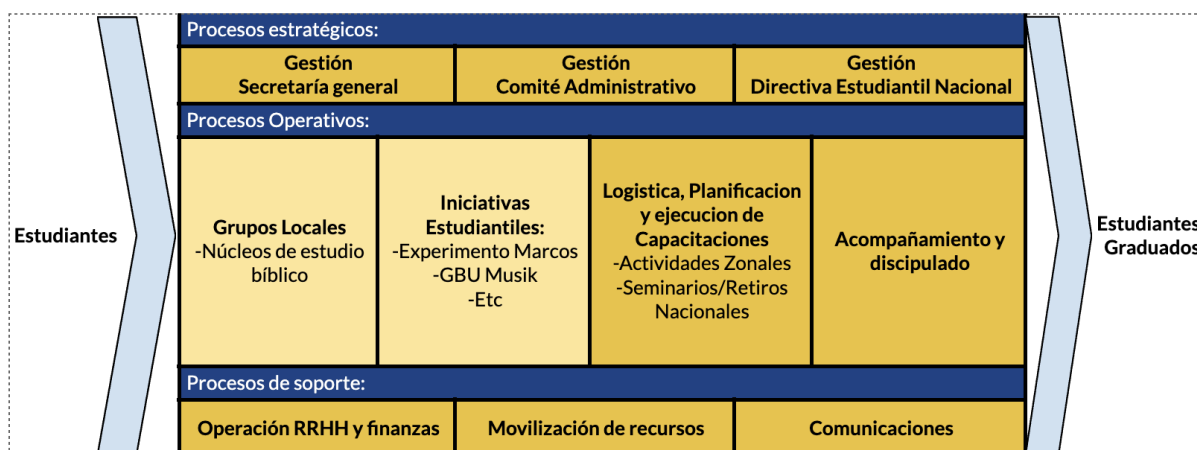 Procesos estratégicos:
Gestión
Secretaría general
Gestión
Comité Administrativo
Gestión
Directiva Estudiantil Nacional
Procesos Operativos:
Estudiantes
Grupos Locales
-Núcleos de estudio
bíblico
Iniciativas
Estudiantiles:
-Experimento Marcos
-GBU Musik
-Etc
Logistica, Planificacion
y ejecucion de
Capacitaciones
-Actividades Zonales
-Seminarios/Retiros
Nacionales
Acompañamiento y
discipulado
Estudiantes
Graduados
Procesos de soporte:
Operación RRHH y finanzas
Movilización de recursos
Comunicaciones